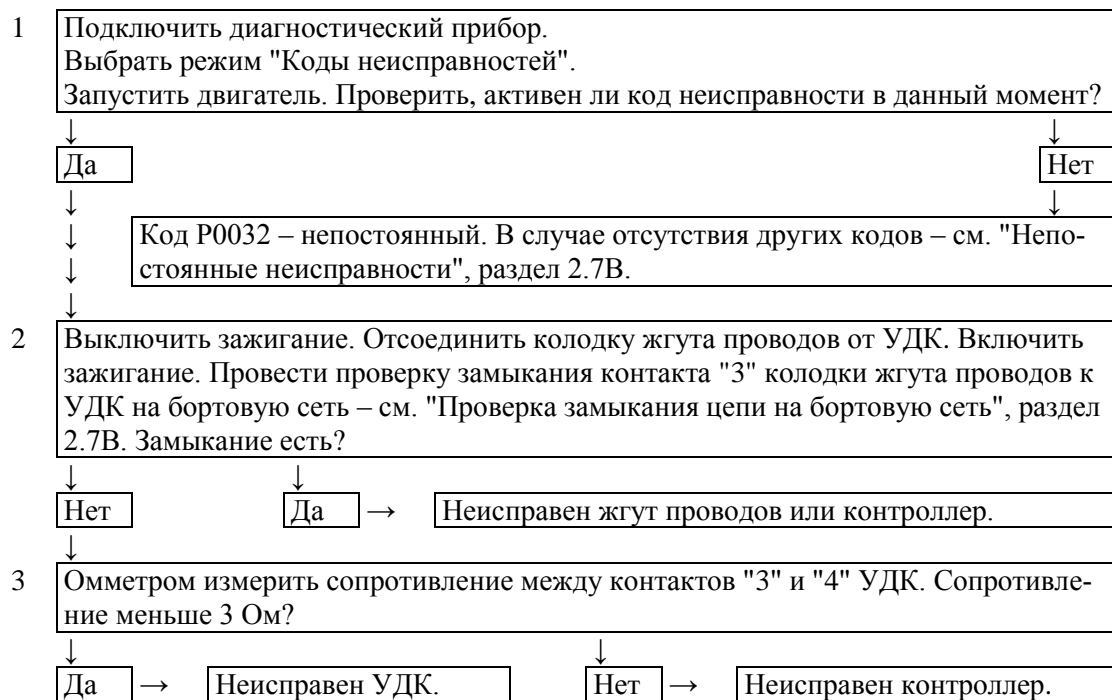 1 Подключить диагностический прибор.
Выбрать режим "Коды неисправностей".
Запустить двигатель. Проверить, активен ли код неисправности в данный момент?
↓ ↓
Да Нет
↓ ↓
↓ Код Р0032 – непостоянный. В случае отсутствия других кодов – см. "Непо-
↓ стоянные неисправности", раздел 2.7В.
↓
2 Выключить зажигание. Отсоединить колодку жгута проводов от УДК. Включить
зажигание. Провести проверку замыкания контакта "3" колодки жгута проводов к
УДК на бортовую сеть – см. "Проверка замыкания цепи на бортовую сеть", раздел
2.7В. Замыкание есть?
↓ ↓
Нет Да → Неисправен жгут проводов или контроллер.
↓
3 Омметром измерить сопротивление между контактов "3" и "4" УДК. Сопротивле-
ние меньше 3 Ом?
↓ ↓
Да → Неисправен УДК. Нет → Неисправен контроллер.